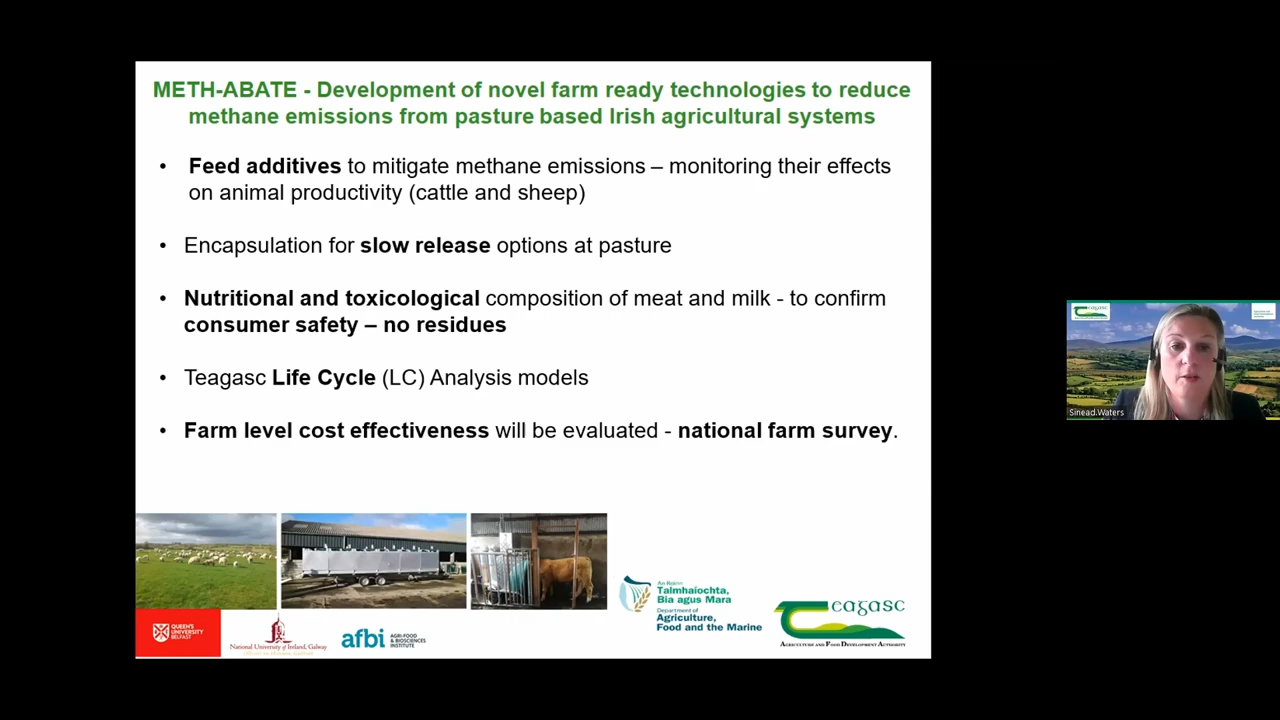 METH-ABATE - Development of novel farm ready technologies to reduce
methane emissions from pasture based Irish agricultural systems
• Feed additives to mitigate methane emissions – monitoring their effects
on animal productivity (cattle and sheep)
• Encapsulation for slow release options at pasture
• Nutritional and toxicological composition of meat and milk - to confirm
consumer safety – no residues
• Teagasc Life Cycle (LC) Analysis models
• Farm level cost effectiveness will be evaluated - national farm survey.
QUEEN'S
UNIVERSITY
BELFAST
National University of Ireland, Galway
afbi
AGRI-FOOD
& BIOSCIENCES
INSTITUTE
An Roinn
Talmhaíochta,
Bia agus Mara
Department of
Agriculture,
Food and the Marine
teagasc
AGRICULTURE AND FOOD DEVELOPMENT AUTHORITY
teagasc
Sinead.Waters